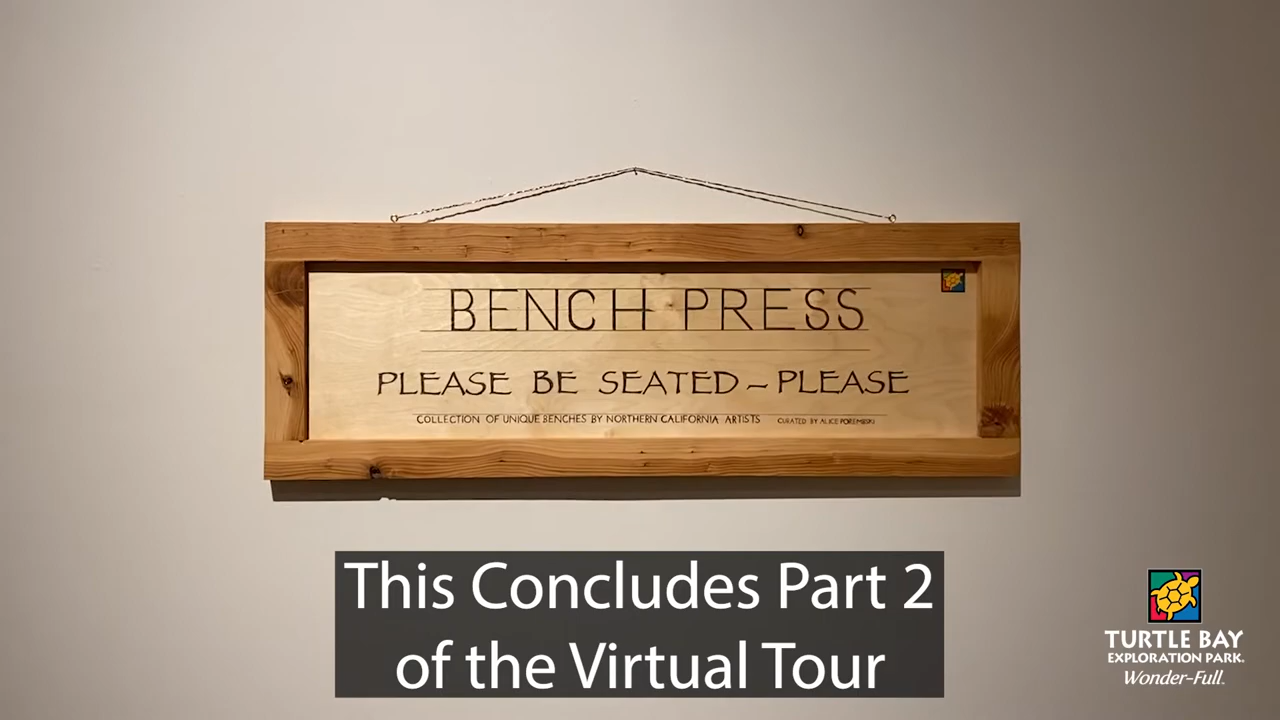 BENCH PRESS
PLEASE BE SEATED – PLEASE
COLLECTION OF UNIQUE BENCHES BY NORTHERN CALIFORNIA ARTISTS CURATED BY ALICE POREMBSKI
This Concludes Part 2
of the Virtual Tour
TURTLE BAY
EXPLORATION PARK.
Wonder-Full.